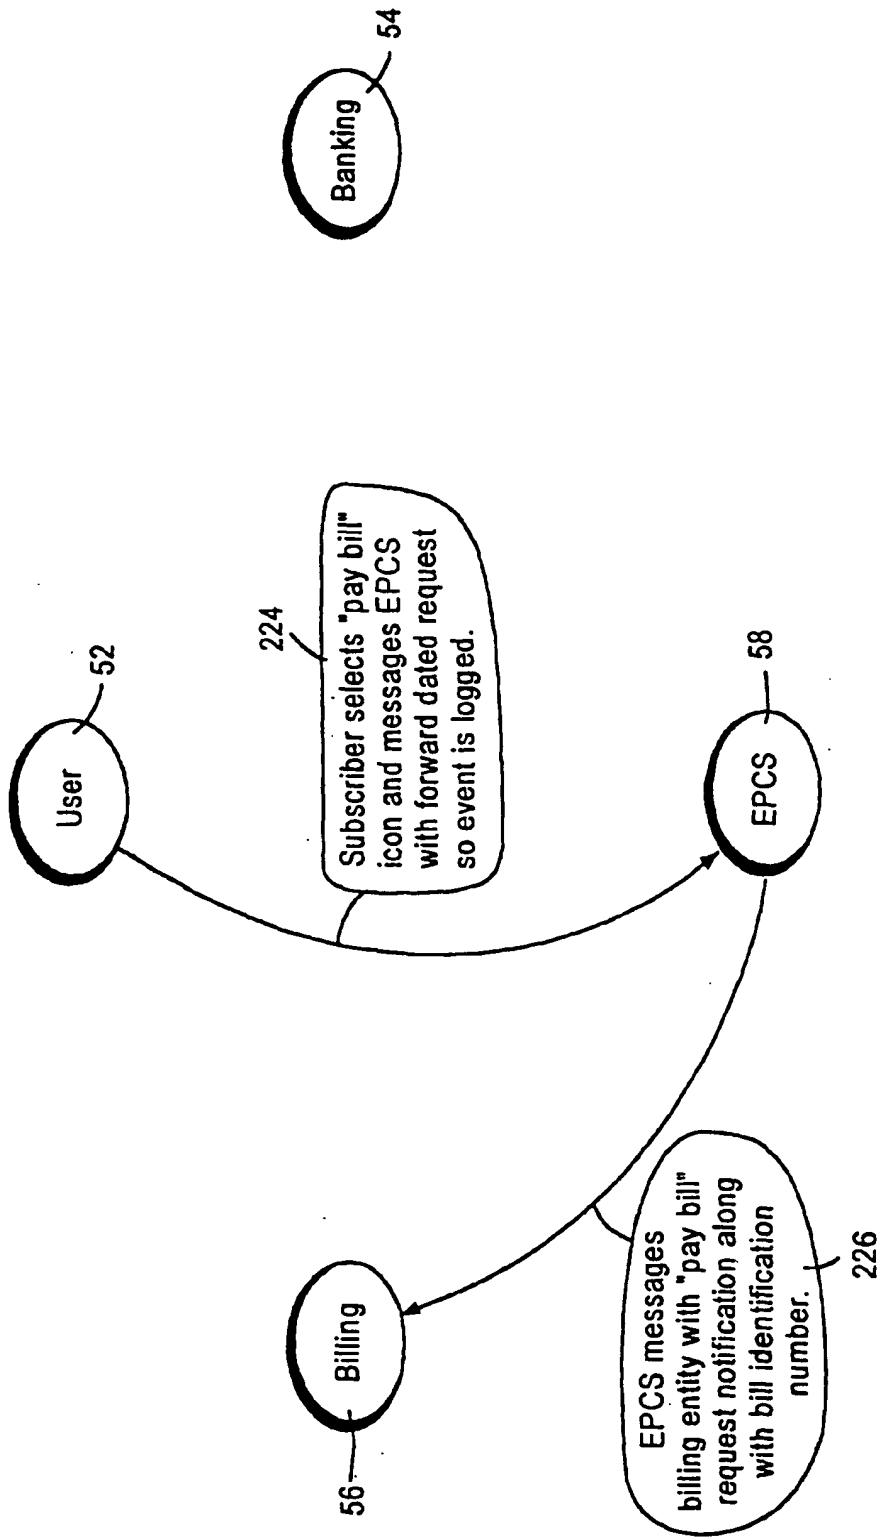 User
52
224
Subscriber selects "pay bill"
icon and messages EPCS
with forward dated request
so event is logged.
Billing
56
Banking
54
EPCS messages
billing entity with "pay bill"
request notification along
with bill identification
number.
226
EPCS
58